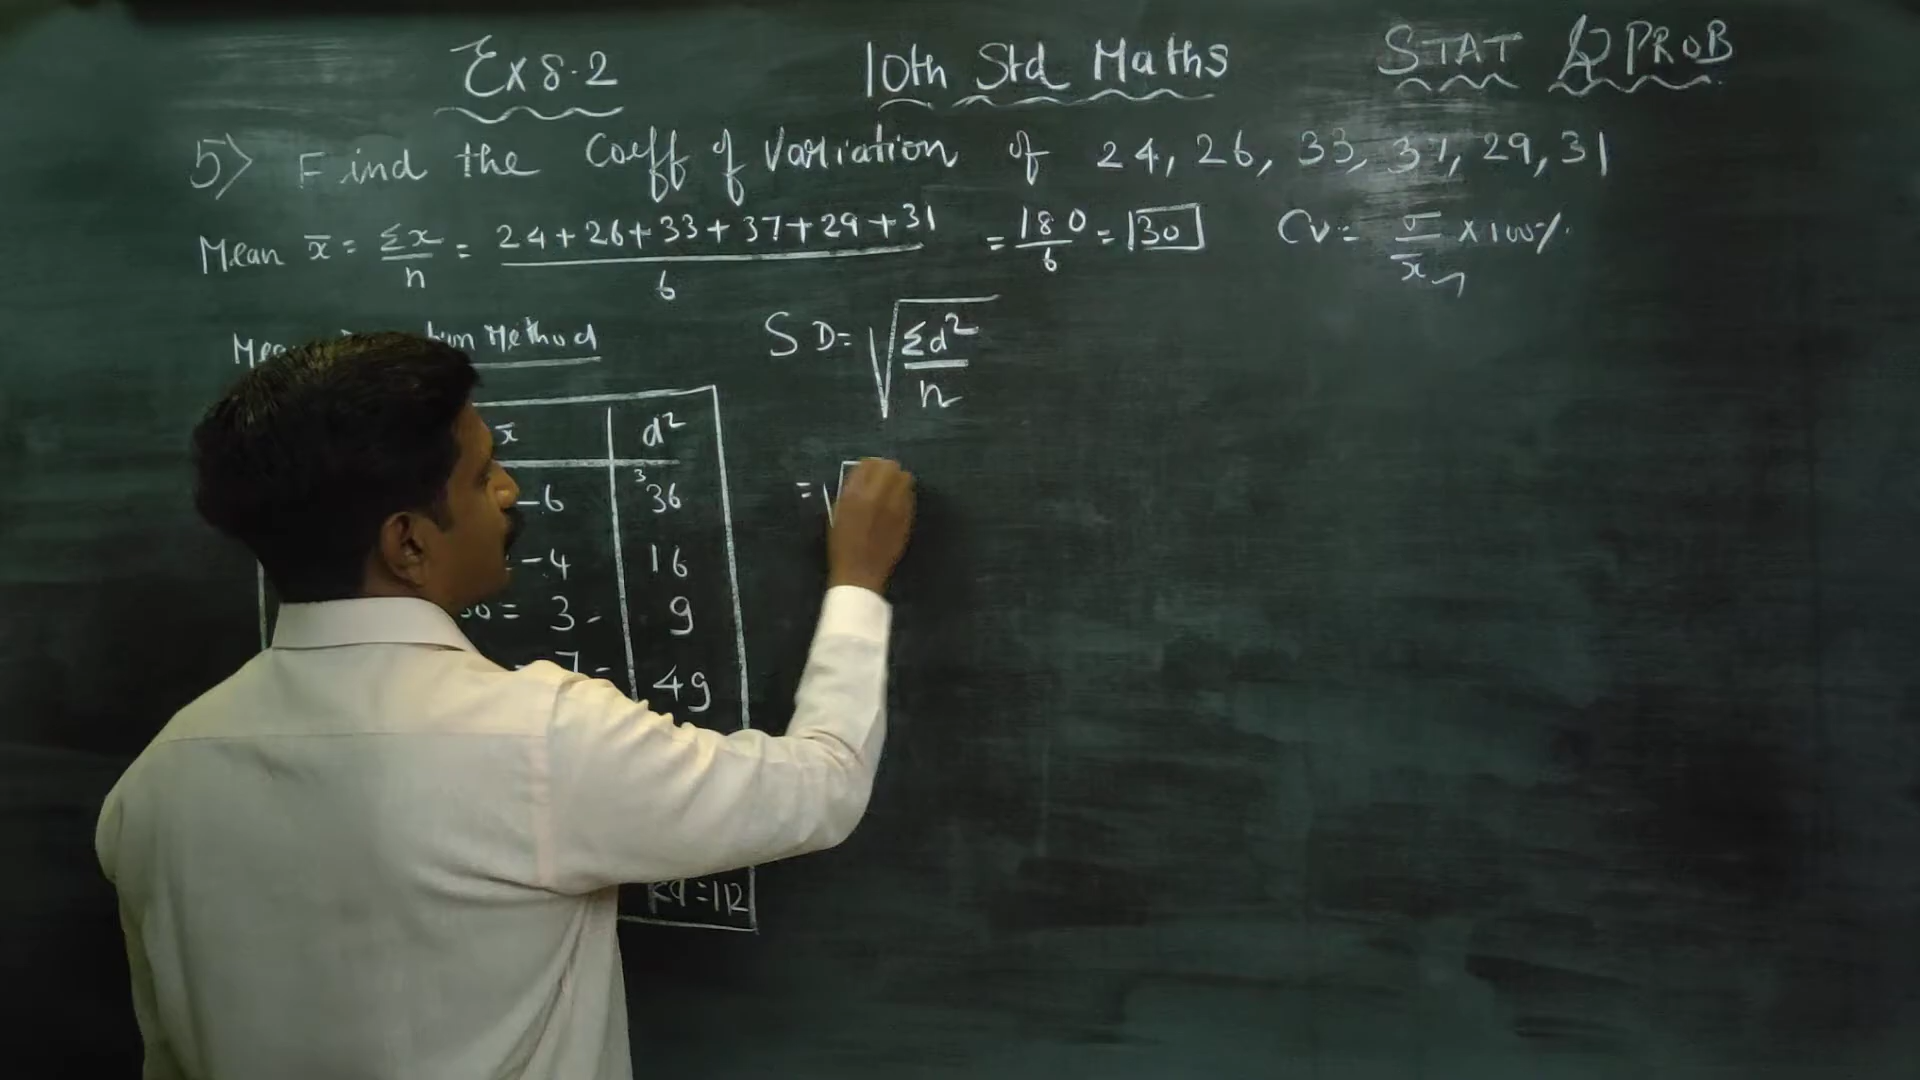 Ex 8.2 10th Std Maths STAT & PROB
5) Find the Coeff of Variation of 24, 26, 33, 37, 29, 31
Mean x̄ = Σx/n = (24+26+33+37+29+31)/6 = 180/6 = 30 CV = σ/x̄ × 100%
Method
SD = √(Σd²/n)
x̄ d²
-6 36
-4 16
= 3 9
7 49
= √
=112